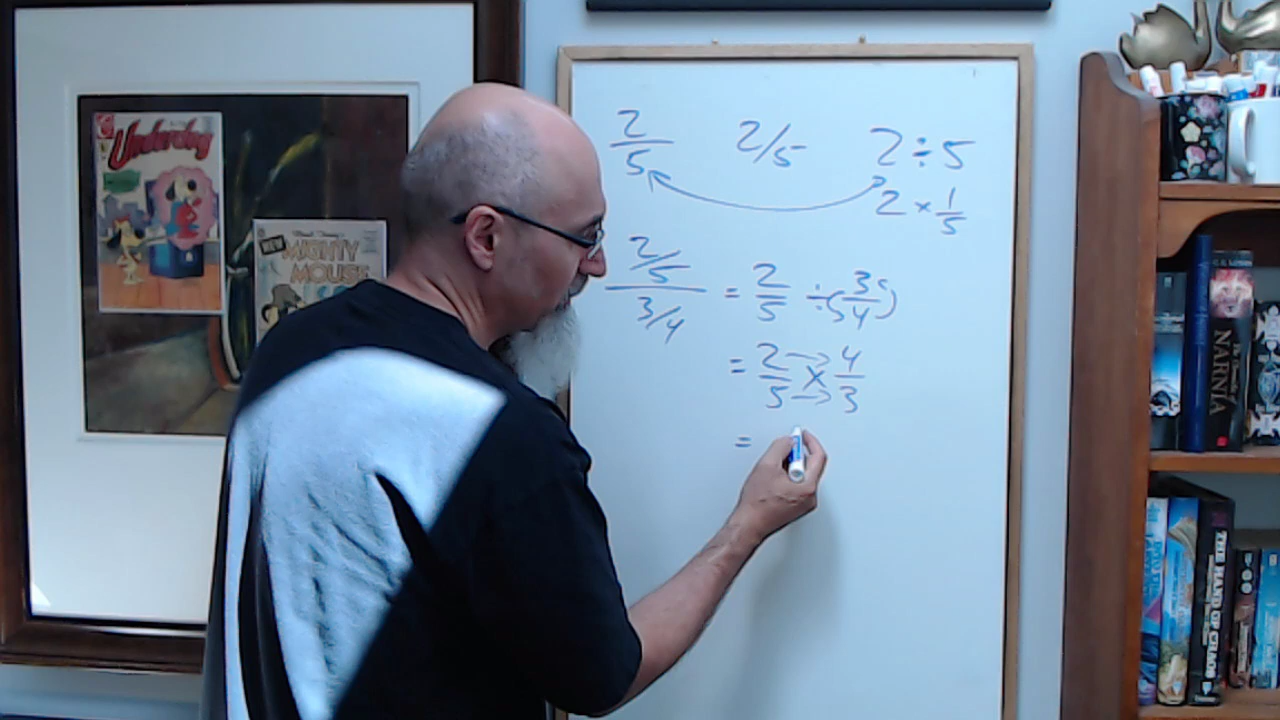 Underdog
NEW
MIGHTY
MOUSE
2/5 2/5 2÷5
2×1/5
2/5
3/4
= 2/5 ÷ (3/4)
= 2/5 × 4/3
=
NARNIA
THE HAND OF CHAOS